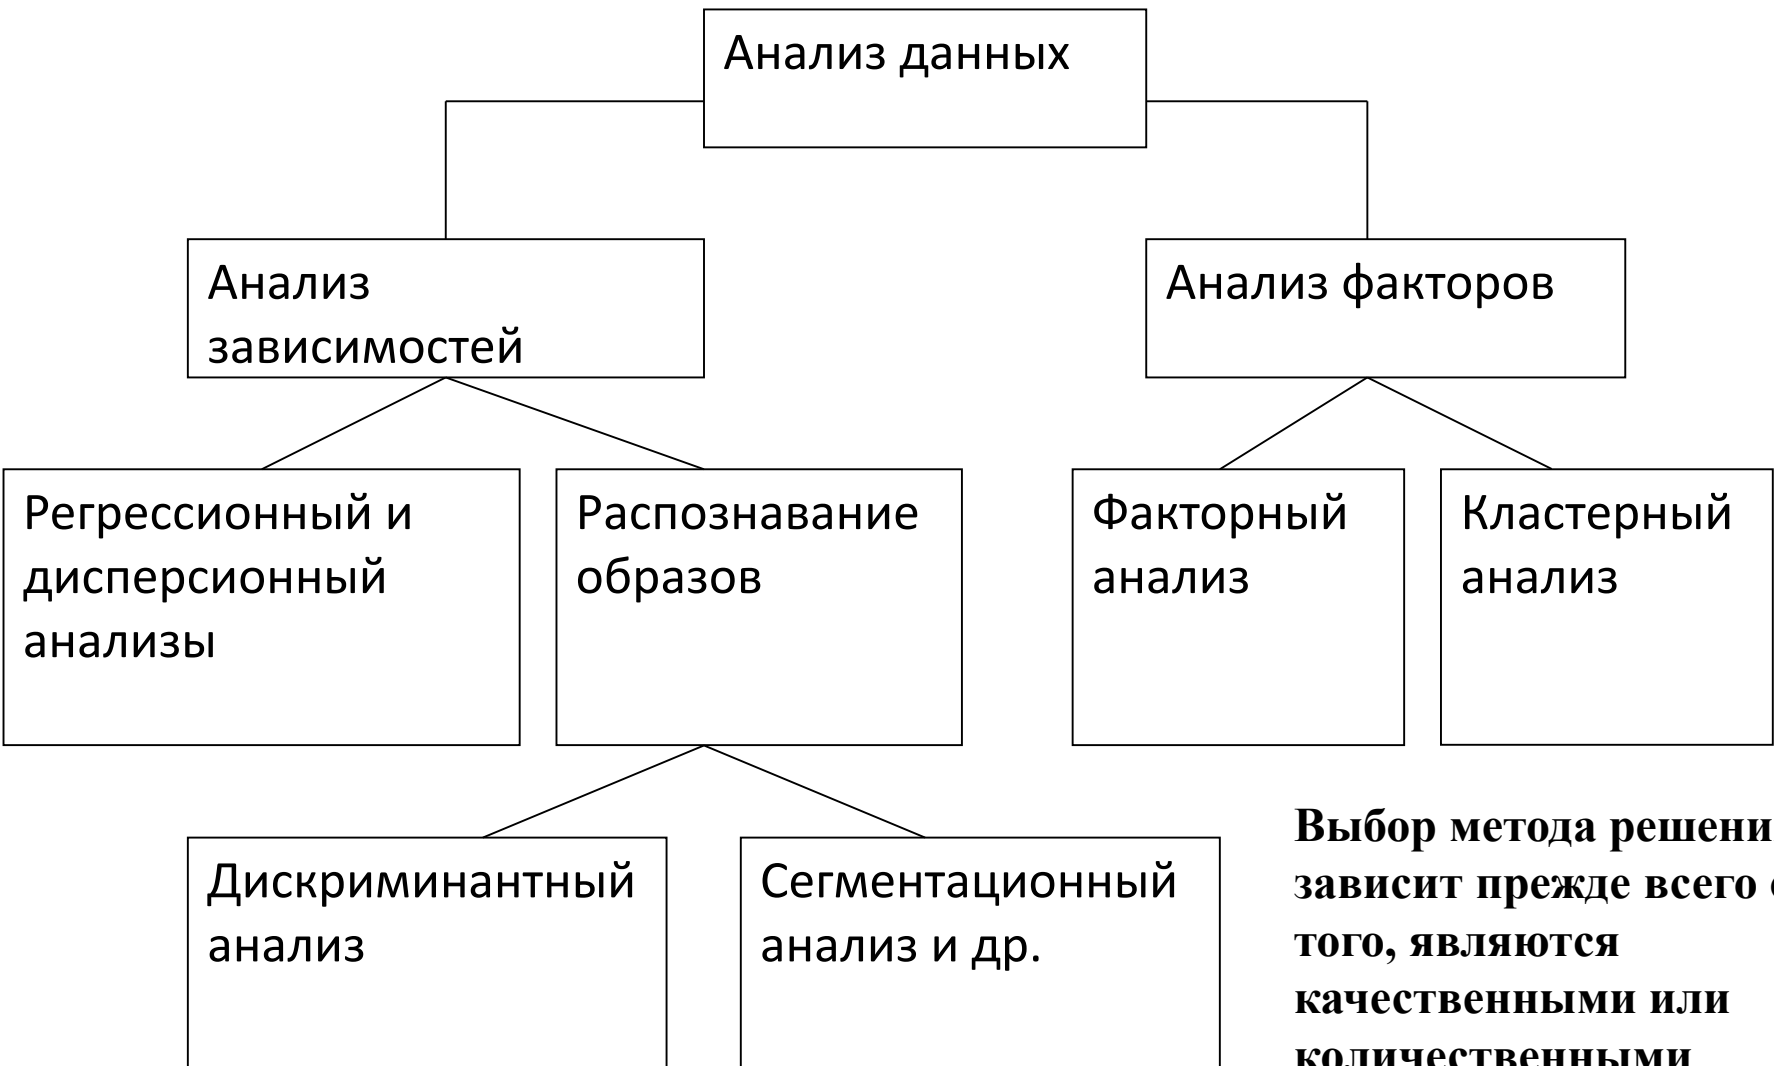 Анализ данных
Анализ
зависимостей
Анализ факторов
Регрессионный и
дисперсионный
анализы
Распознавание
образов
Факторный
анализ
Кластерный
анализ
Дискриминантный
анализ
Сегментационный
анализ и др.
Выбор метода решени
зависит прежде всего
того, являются
качественными или
количественными